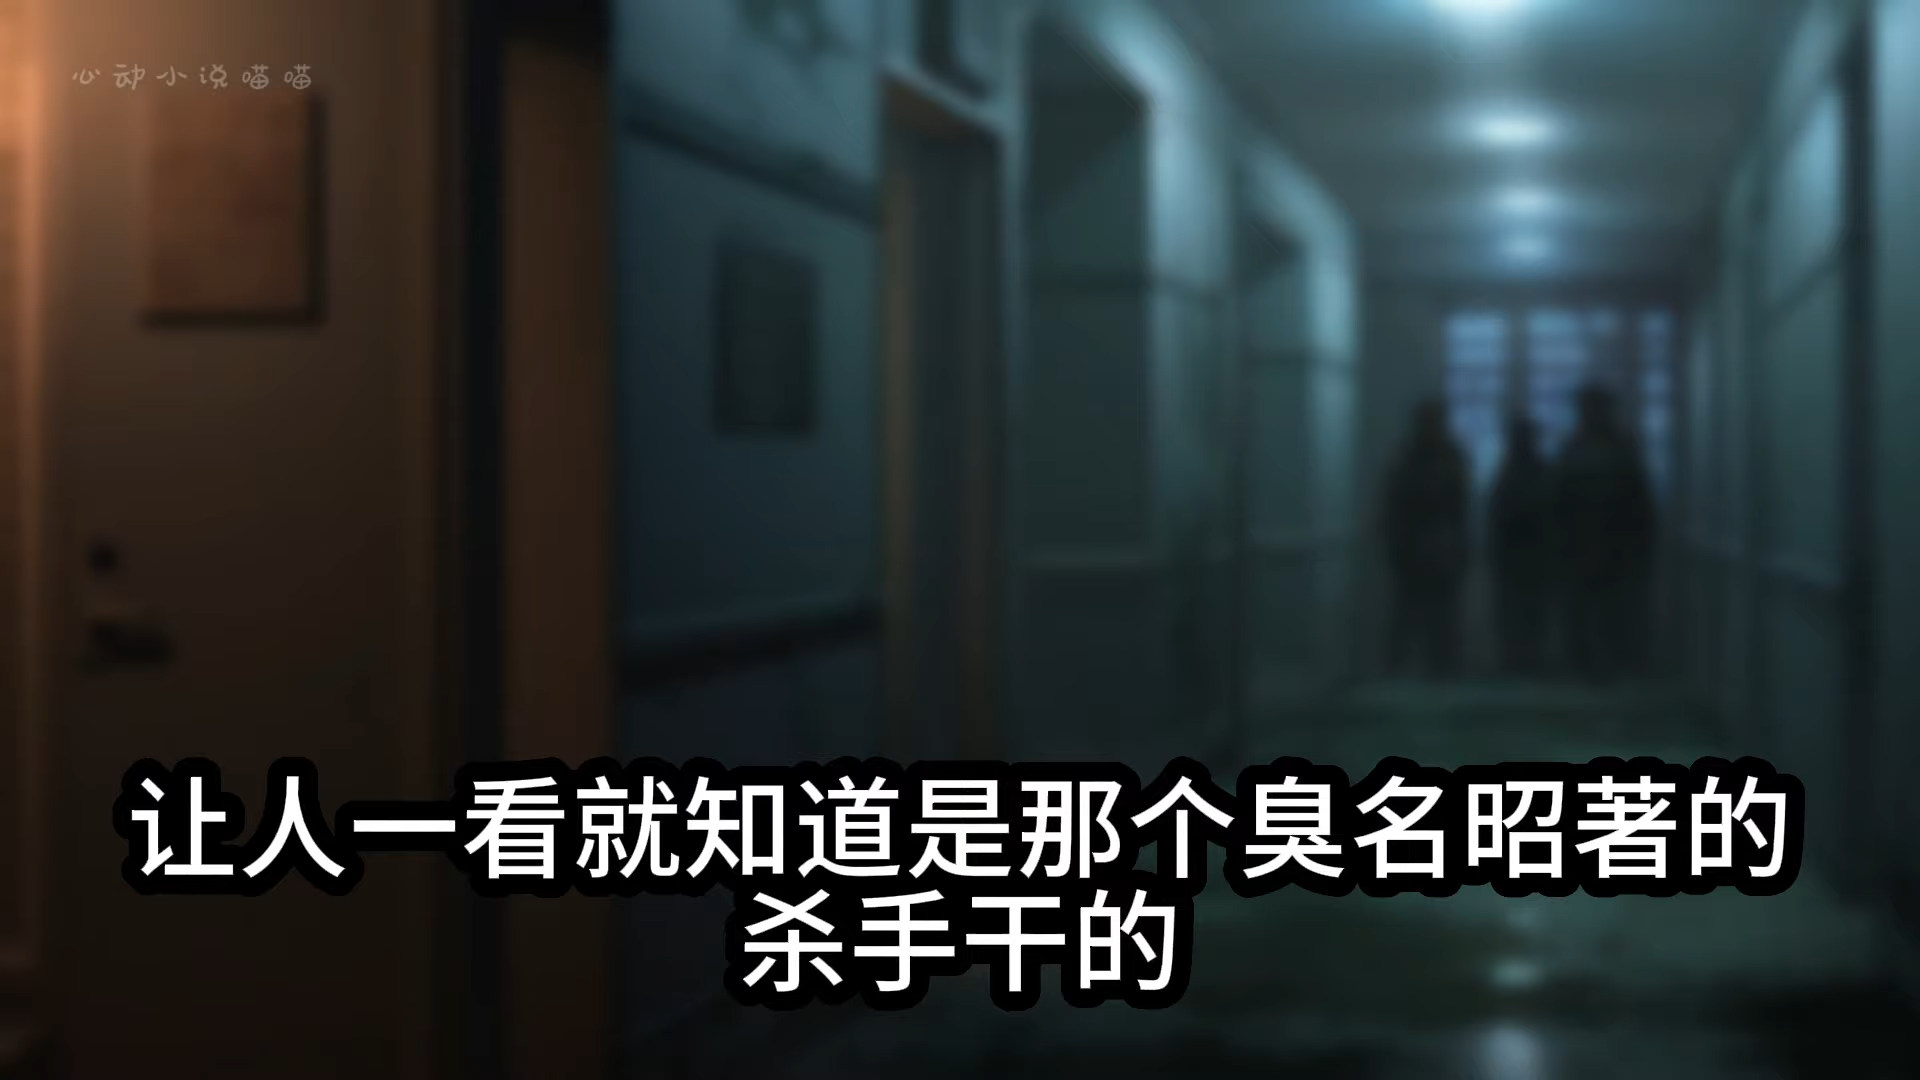 心动小说喵喵
让人一看就知道是那个臭名昭著的
杀手干的